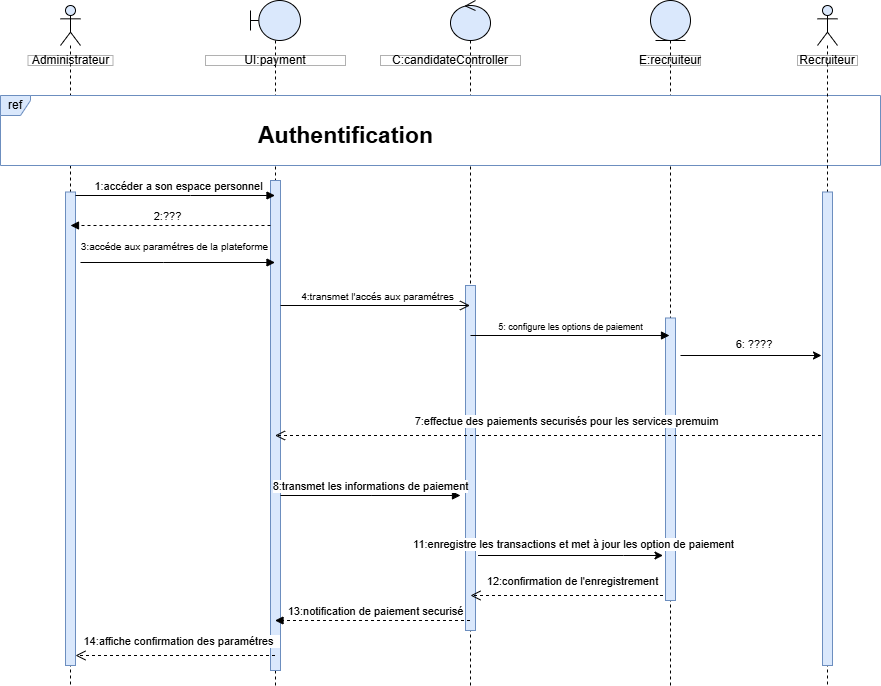 Administrateur
UI:payment
C:candidateController
E:recruiteur
Recruiteur
ref
Authentification
1:accéder a son espace personnel
2:???
3:accéde aux paramétres de la plateforme
4:transmet l'accés aux paramétres
5: configure les options de paiement
6: ????
7:effectue des paiements securisés pour les services premuim
8:transmet les informations de paiement
11:enregistre les transactions et met à jour les option de paiement
12:confirmation de l'enregistrement
13:notification de paiement securisé
14:affiche confirmation des paramétres